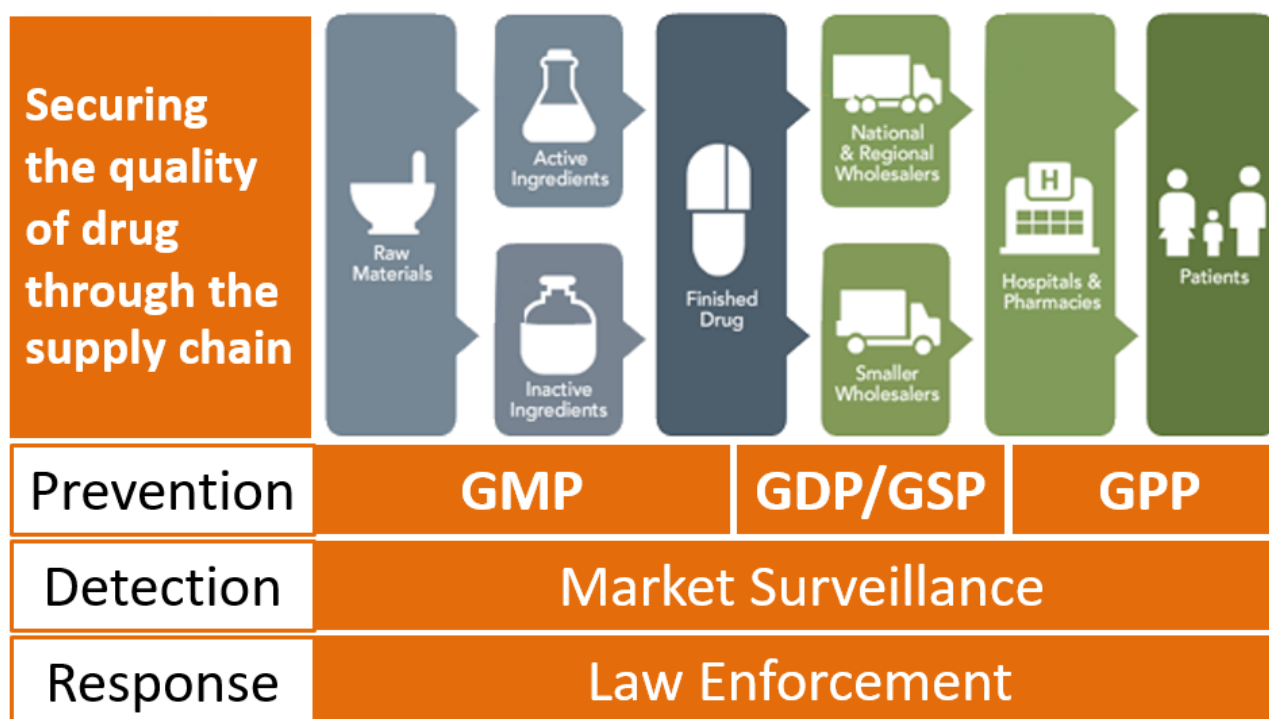 Securing
the quality
of drug
through the
supply chain
Raw
Materials
Active
Ingredients
Inactive
Ingredients
Finished
Drug
National
& Regional
Wholesalers
Smaller
Wholesalers
H
Hospitals &
Pharmacies
Patients
Prevention
GMP
GDP/GSP
GPP
Detection
Market Surveillance
Response
Law Enforcement